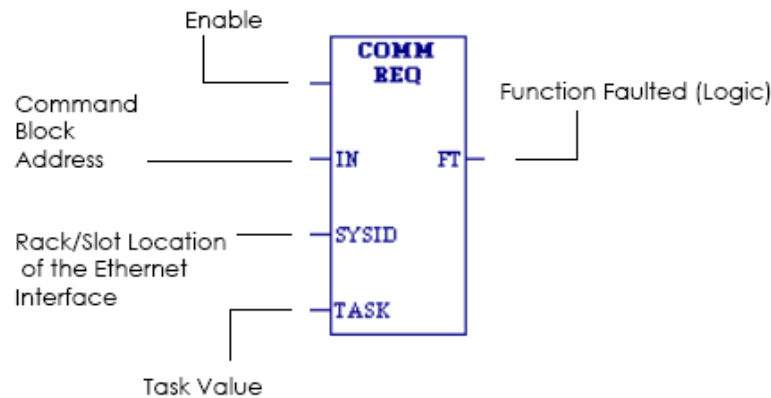 Enable
COMM
REQ
Function Faulted (Logic)
Command
Block
Address
IN
FT
Rack/Slot Location
of the Ethernet
Interface
SYSID
TASK
Task Value